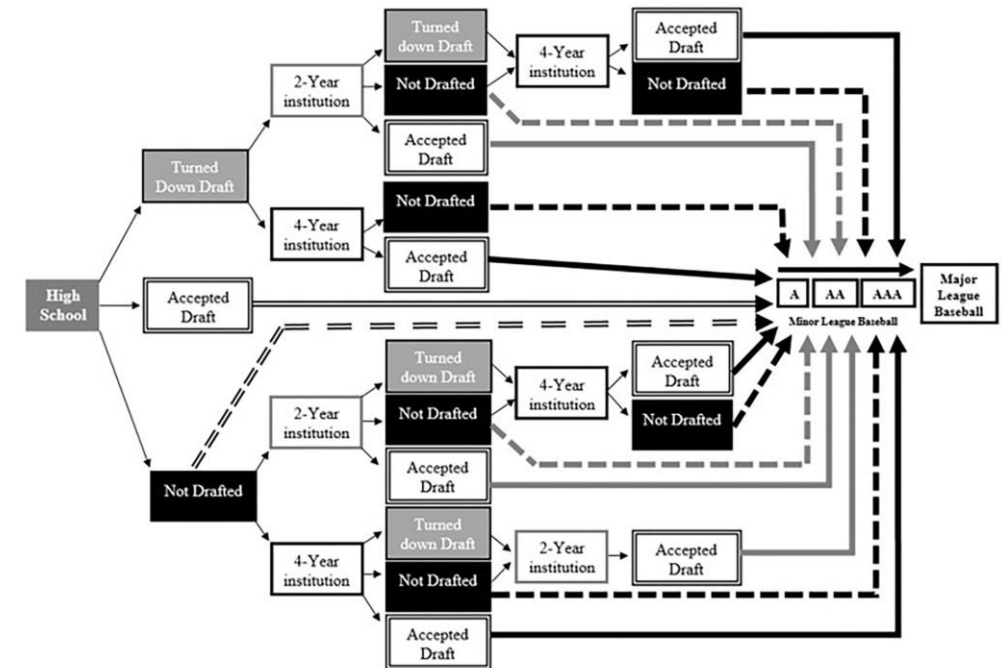 Turned
down Draft
Not Drafted
Accepted
Draft
2-Year
institution
4-Year
institution
Accepted
Draft
Not Drafted
Turned
Down Draft
4-Year
institution
Not Drafted
Accepted
Draft
High
School
Accepted
Draft
A
AA
AAA
Minor League Baseball
Major
League
Baseball
Turned
down Draft
Not Drafted
Accepted
Draft
2-Year
institution
4-Year
institution
Accepted
Draft
Not Drafted
Not Drafted
4-Year
institution
Turned
down Draft
Not Drafted
Accepted
Draft
2-Year
institution
Accepted
Draft